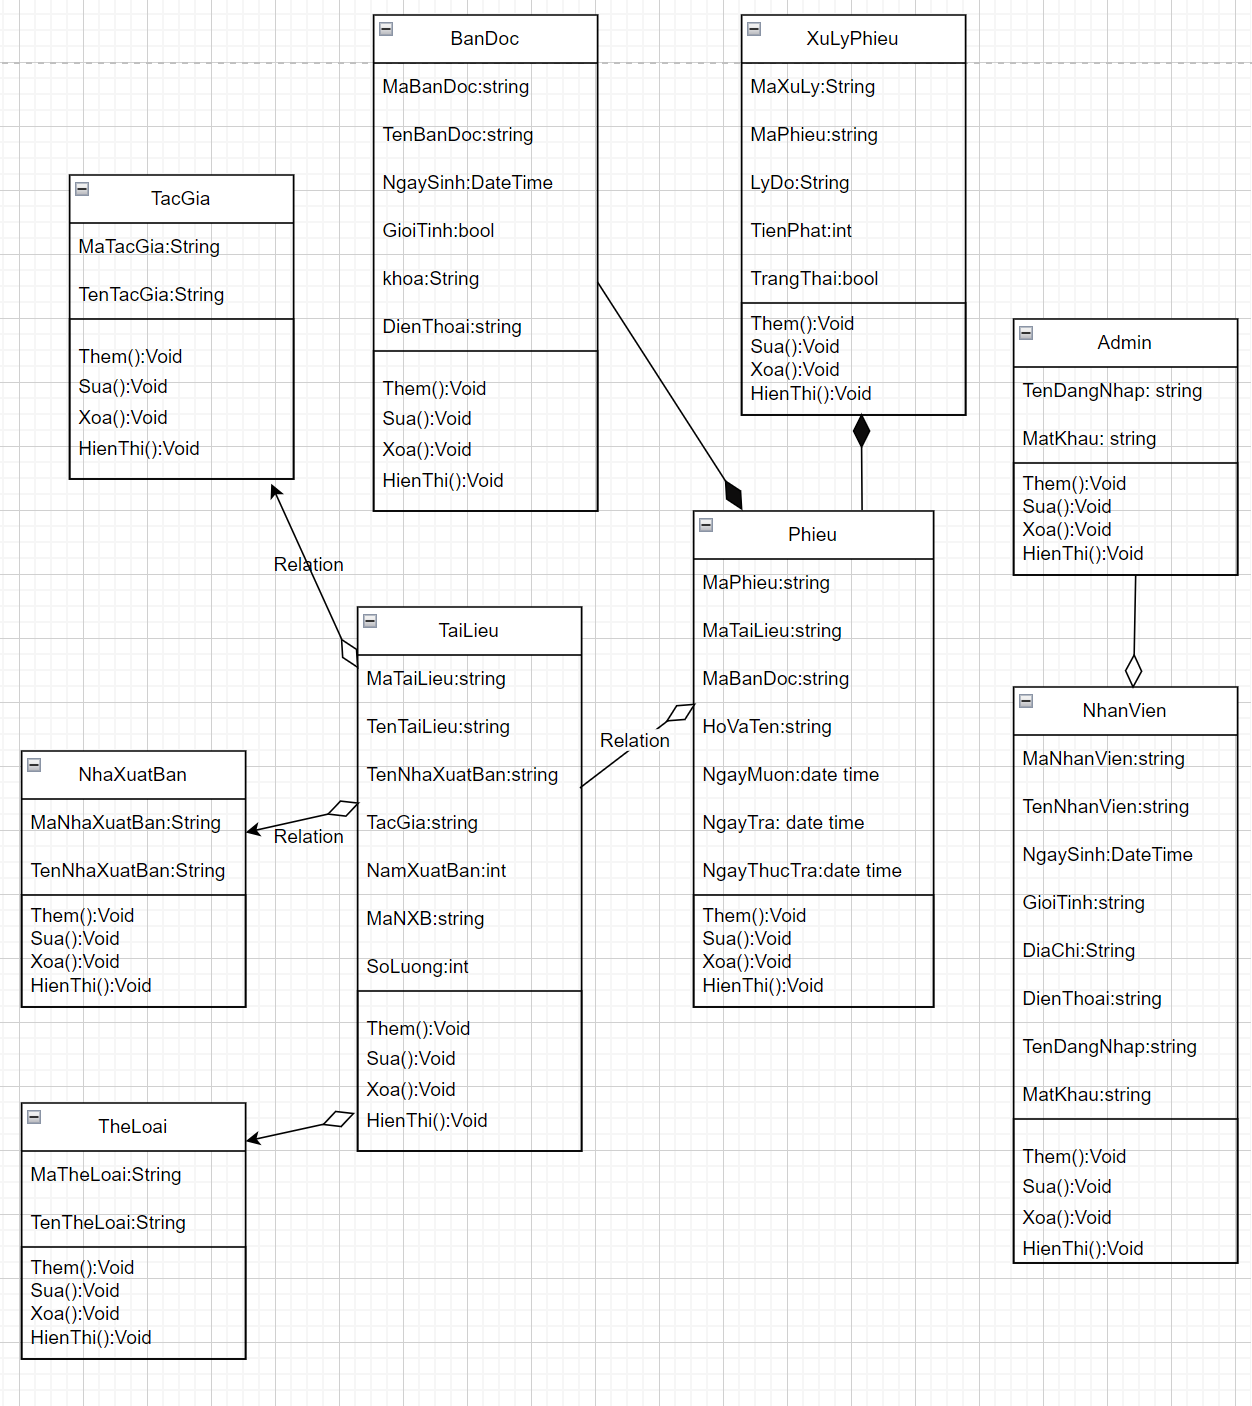 BanDoc
MaBanDoc:string
TenBanDoc:string
NgaySinh:DateTime
GioiTinh:bool
khoa:String
DienThoai:string
Them():Void
Sua():Void
Xoa():Void
HienThi():Void
XuLyPhieu
MaXuLy:String
MaPhieu:string
LyDo:String
TienPhat:int
TrangThai:bool
Them():Void
Sua():Void
Xoa():Void
HienThi():Void
TacGia
MaTacGia:String
TenTacGia:String
Them():Void
Sua():Void
Xoa():Void
HienThi():Void
Admin
TenDangNhap: string
MatKhau: string
Them():Void
Sua():Void
Xoa():Void
HienThi():Void
Relation
Phieu
MaPhieu:string
MaTaiLieu:string
MaBanDoc:string
HoVaTen:string
NgayMuon:date time
NgayTra: date time
NgayThucTra:date time
Them():Void
Sua():Void
Xoa():Void
HienThi():Void
TaiLieu
MaTaiLieu:string
TenTaiLieu:string
TenNhaXuatBan:string
TacGia:string
NamXuatBan:int
MaNXB:string
SoLuong:int
Them():Void
Sua():Void
Xoa():Void
HienThi():Void
Relation
NhanVien
MaNhanVien:string
TenNhanVien:string
NgaySinh:DateTime
GioiTinh:string
DiaChi:String
DienThoai:string
TenDangNhap:string
MatKhau:string
Them():Void
Sua():Void
Xoa():Void
HienThi():Void
NhaXuatBan
MaNhaXuatBan:String
TenNhaXuatBan:String
Them():Void
Sua():Void
Xoa():Void
HienThi():Void
Relation
TheLoai
MaTheLoai:String
TenTheLoai:String
Them():Void
Sua():Void
Xoa():Void
HienThi():Void